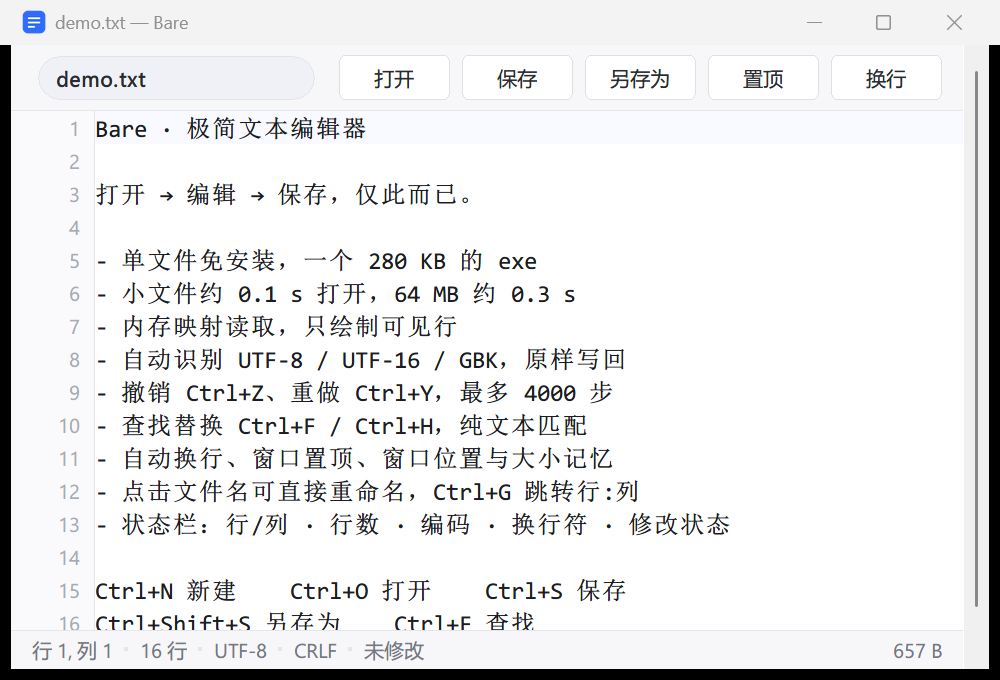 demo.txt — Bare
demo.txt 打开 保存 另存为 置顶 换行
1 Bare · 极简文本编辑器
2
3 打开 → 编辑 → 保存，仅此而已。
4
5 - 单文件免安装，一个 280 KB 的 exe
6 - 小文件约 0.1 s 打开，64 MB 约 0.3 s
7 - 内存映射读取，只绘制可见行
8 - 自动识别 UTF-8 / UTF-16 / GBK，原样写回
9 - 撤销 Ctrl+Z、重做 Ctrl+Y，最多 4000 步
10 - 查找替换 Ctrl+F / Ctrl+H，纯文本匹配
11 - 自动换行、窗口置顶、窗口位置与大小记忆
12 - 点击文件名可直接重命名，Ctrl+G 跳转行:列
13 - 状态栏：行/列 · 行数 · 编码 · 换行符 · 修改状态
14
15 Ctrl+N 新建    Ctrl+O 打开    Ctrl+S 保存
16 Ctrl+Shift+S 另存为    Ctrl+F 查找
行 1, 列 1 · 16 行 · UTF-8 · CRLF · 未修改 657 B